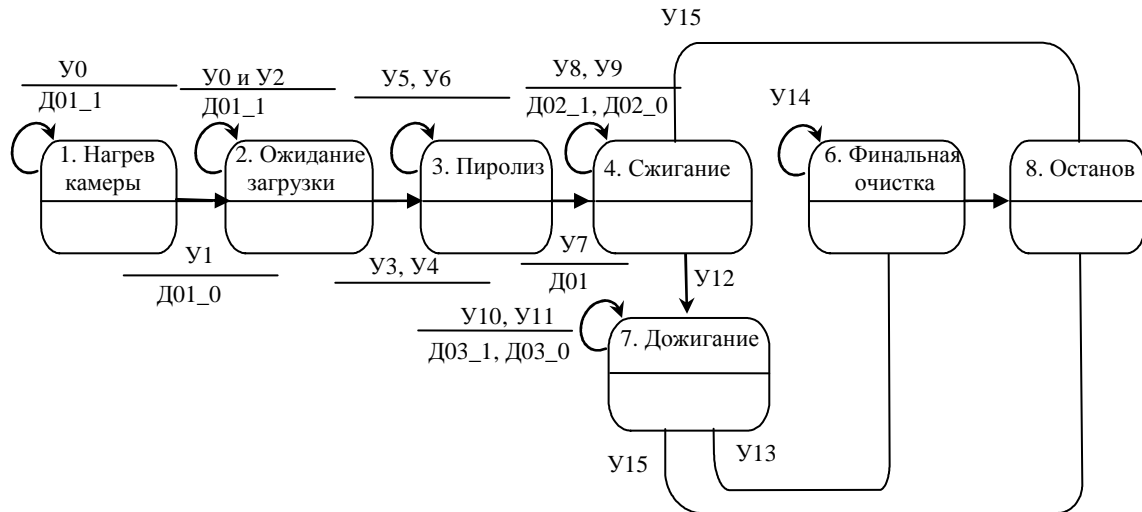 У15
У0
Д01_1
У0 и У2
Д01_1
У5, У6
У8, У9
Д02_1, Д02_0
У14
1. Нагрев
камеры
2. Ожидание
загрузки
3. Пиролиз
4. Сжигание
6. Финальная
очистка
8. Останов
У1
Д01_0
У3, У4
У7
Д01
У12
У10, У11
Д03_1, Д03_0
7. Дожигание
У15
У13